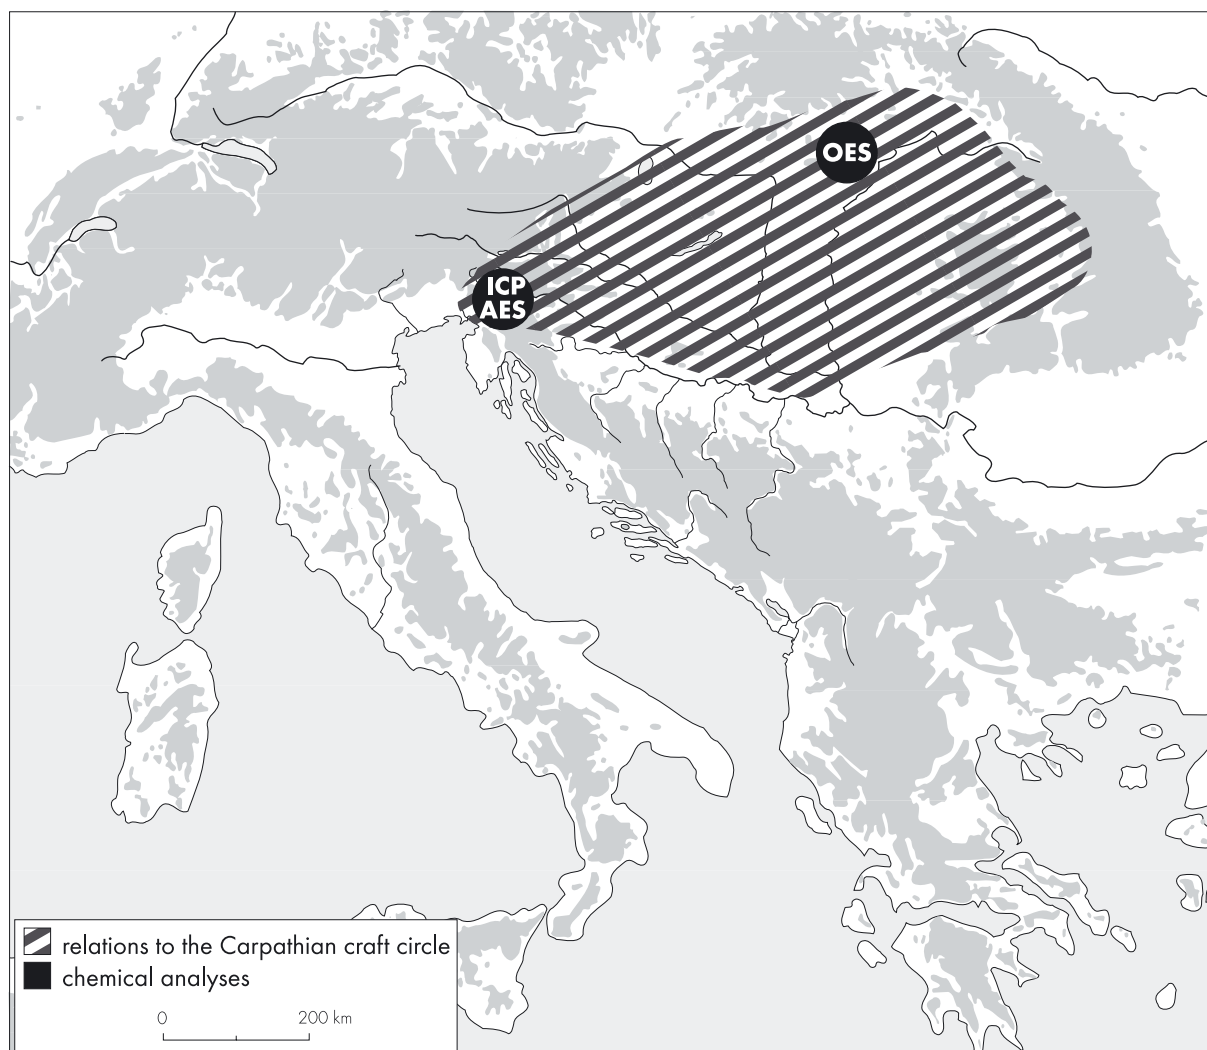 OES
ICP
AES
relations to the Carpathian craft circle
chemical analyses
0 200 km